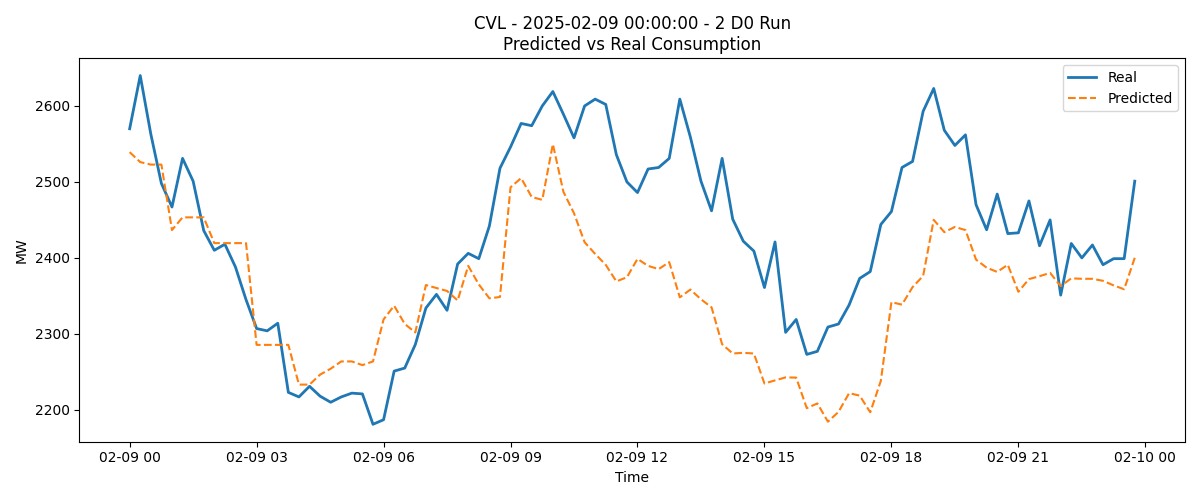 CVL - 2025-02-09 00:00:00 - 2 D0 Run
Predicted vs Real Consumption
Real
Predicted
MW
2600
2500
2400
2300
2200
02-09 00
02-09 03
02-09 06
02-09 09
02-09 12
02-09 15
02-09 18
02-09 21
02-10 00
Time